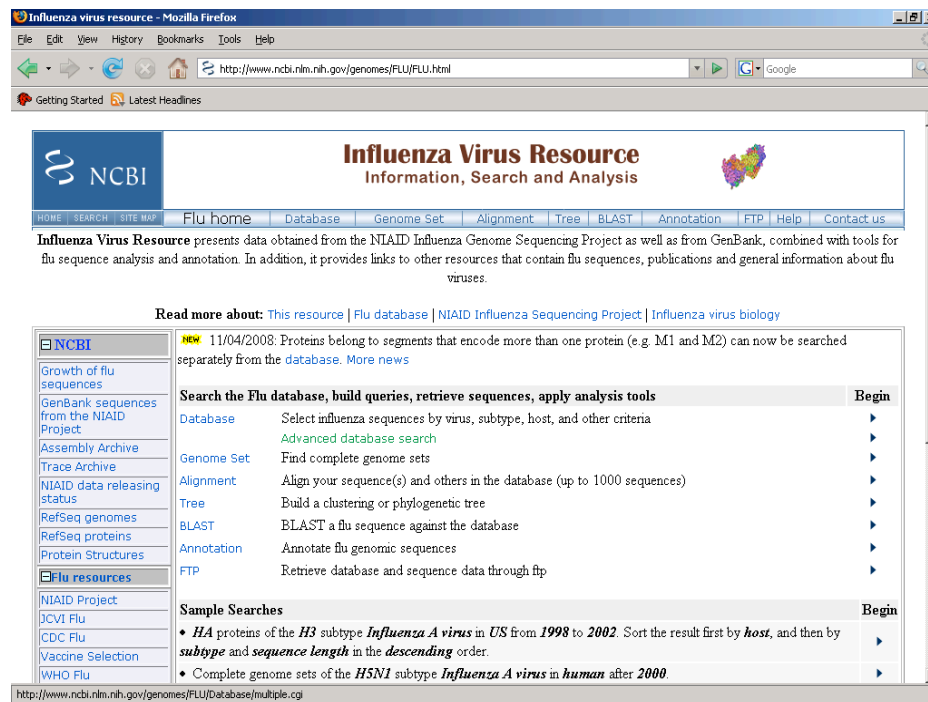 Influenza virus resource - Mozilla Firefox
File Edit View History Bookmarks Tools Help
http://www.ncbi.nlm.nih.gov/genomes/FLU/FLU.html
G Google
Getting Started Latest Headlines
NCBI
Influenza Virus Resource
Information, Search and Analysis
HOME SEARCH SITE MAP Flu home Database Genome Set Alignment Tree BLAST Annotation FTP Help Contact us
Influenza Virus Resource presents data obtained from the NIAID Influenza Genome Sequencing Project as well as from GenBank, combined with tools for
flu sequence analysis and annotation. In addition, it provides links to other resources that contain flu sequences, publications and general information about flu
viruses.
Read more about: This resource | Flu database | NIAID Influenza Sequencing Project | Influenza virus biology
NCBI
Growth of flu
sequences
GenBank sequences
from the NIAID
Project
Assembly Archive
Trace Archive
NIAID data releasing
status
RefSeq genomes
RefSeq proteins
Protein Structures
Flu resources
NIAID Project
JCVI Flu
CDC Flu
Vaccine Selection
WHO Flu
NEW 11/04/2008: Proteins belong to segments that encode more than one protein (e.g. M1 and M2) can now be searched
separately from the database. More news
Search the Flu database, build queries, retrieve sequences, apply analysis tools Begin
Database Select influenza sequences by virus, subtype, host, and other criteria
Advanced database search
Genome Set Find complete genome sets
Alignment Align your sequence(s) and others in the database (up to 1000 sequences)
Tree Build a clustering or phylogenetic tree
BLAST BLAST a flu sequence against the database
Annotation Annotate flu genomic sequences
FTP Retrieve database and sequence data through ftp
Sample Searches Begin
• HA proteins of the H3 subtype Influenza A virus in US from 1998 to 2002. Sort the result first by host, and then by
subtype and sequence length in the descending order.
• Complete genome sets of the H5N1 subtype Influenza A virus in human after 2000.
http://www.ncbi.nlm.nih.gov/genomes/FLU/Database/multiple.cgi